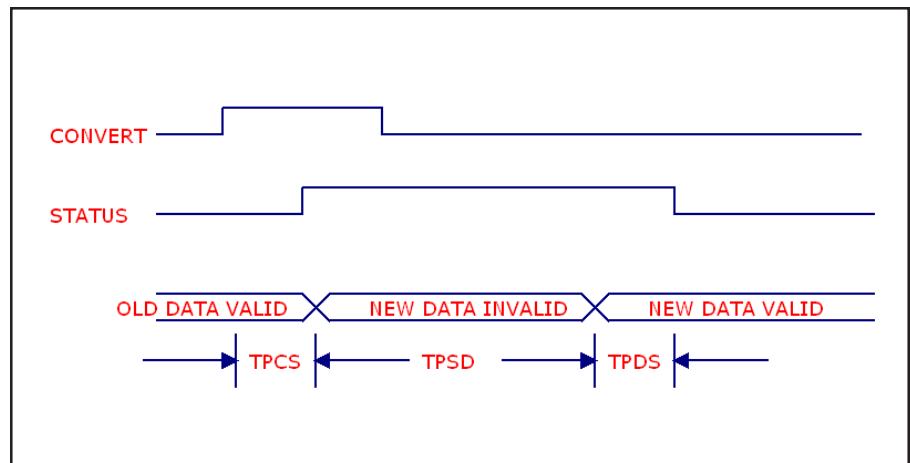 CONVERT
STATUS
OLD DATA VALID NEW DATA INVALID NEW DATA VALID
TPCS TPSD TPDS